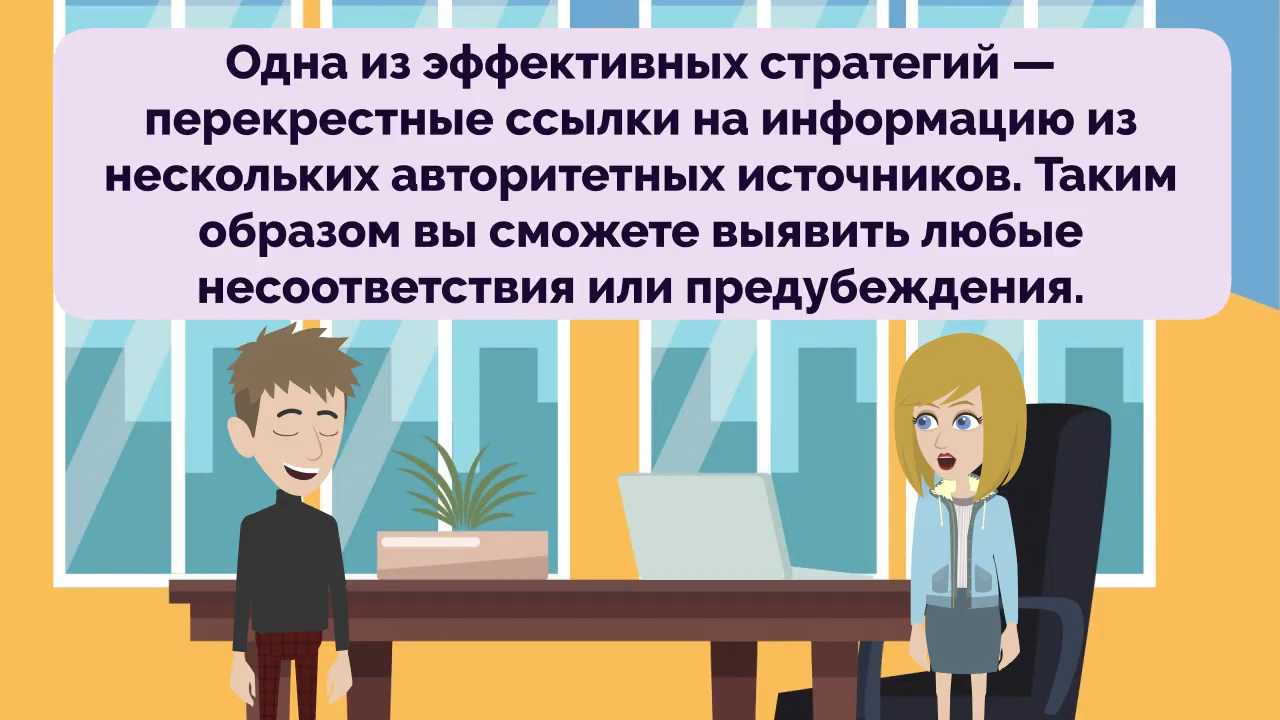 Одна из эффективных стратегий —
перекрестные ссылки на информацию из
нескольких авторитетных источников. Таким
образом вы сможете выявить любые
несоответствия или предубеждения.